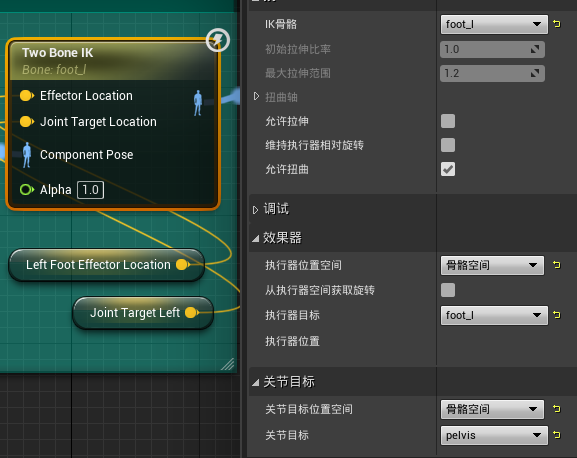 Two Bone IK
Bone: foot_l
Effector Location
Joint Target Location
Component Pose
Alpha 1.0
Left Foot Effector Location
Joint Target Left
IK骨骼 foot_l
初始拉伸比率 1.0
最大拉伸范围 1.2
扭曲轴
允许拉伸
维持执行器相对旋转
允许扭曲
调试
效果器
执行器位置空间 骨骼空间
从执行器空间获取旋转
执行器目标 foot_l
执行器位置
关节目标
关节目标位置空间 骨骼空间
关节目标 pelvis